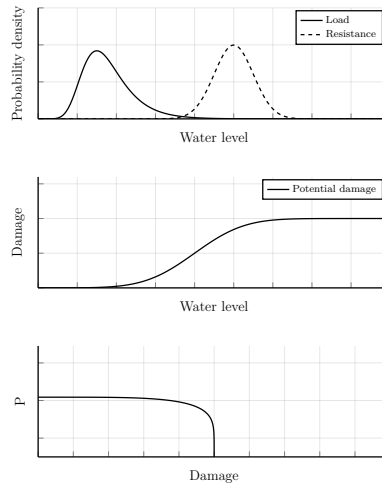 Probability density
Load
Resistance
Water level
Damage
Potential damage
Water level
P
Damage